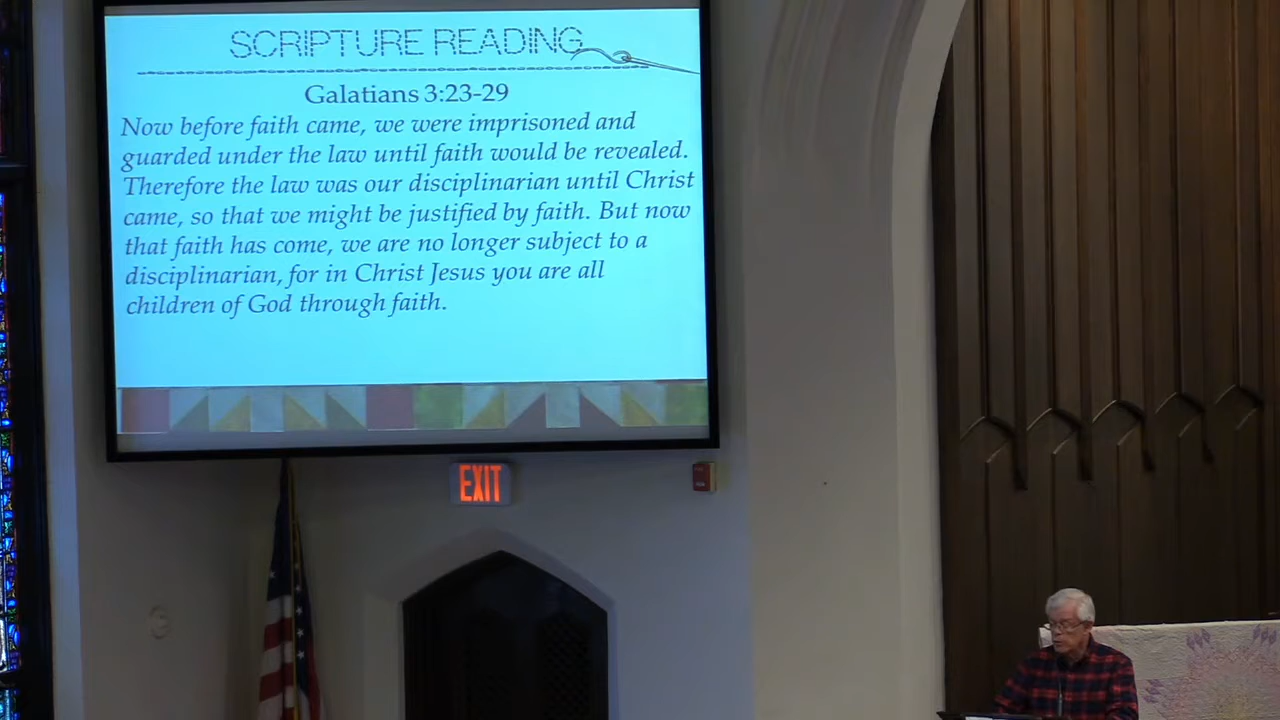 SCRIPTURE READING
Galatians 3:23-29
Now before faith came, we were imprisoned and
guarded under the law until faith would be revealed.
Therefore the law was our disciplinarian until Christ
came, so that we might be justified by faith. But now
that faith has come, we are no longer subject to a
disciplinarian, for in Christ Jesus you are all
children of God through faith.
EXIT